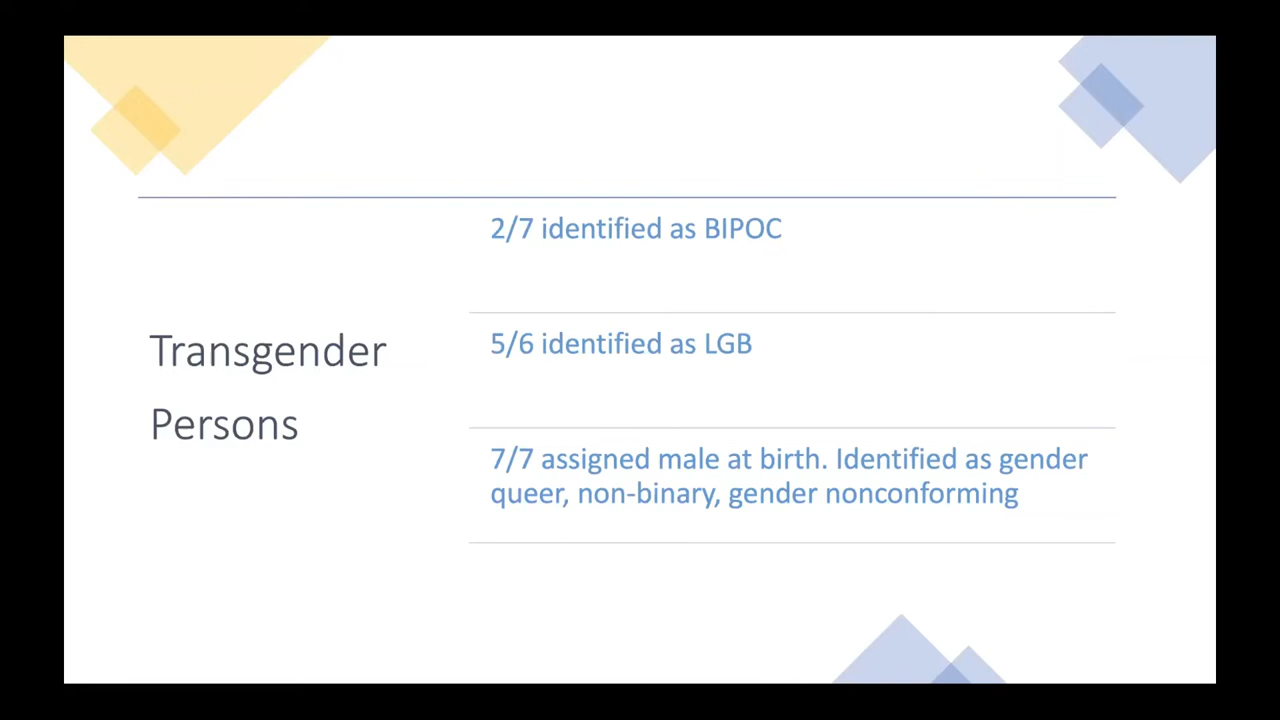 Transgender
Persons
2/7 identified as BIPOC
5/6 identified as LGB
7/7 assigned male at birth. Identified as gender
queer, non-binary, gender nonconforming